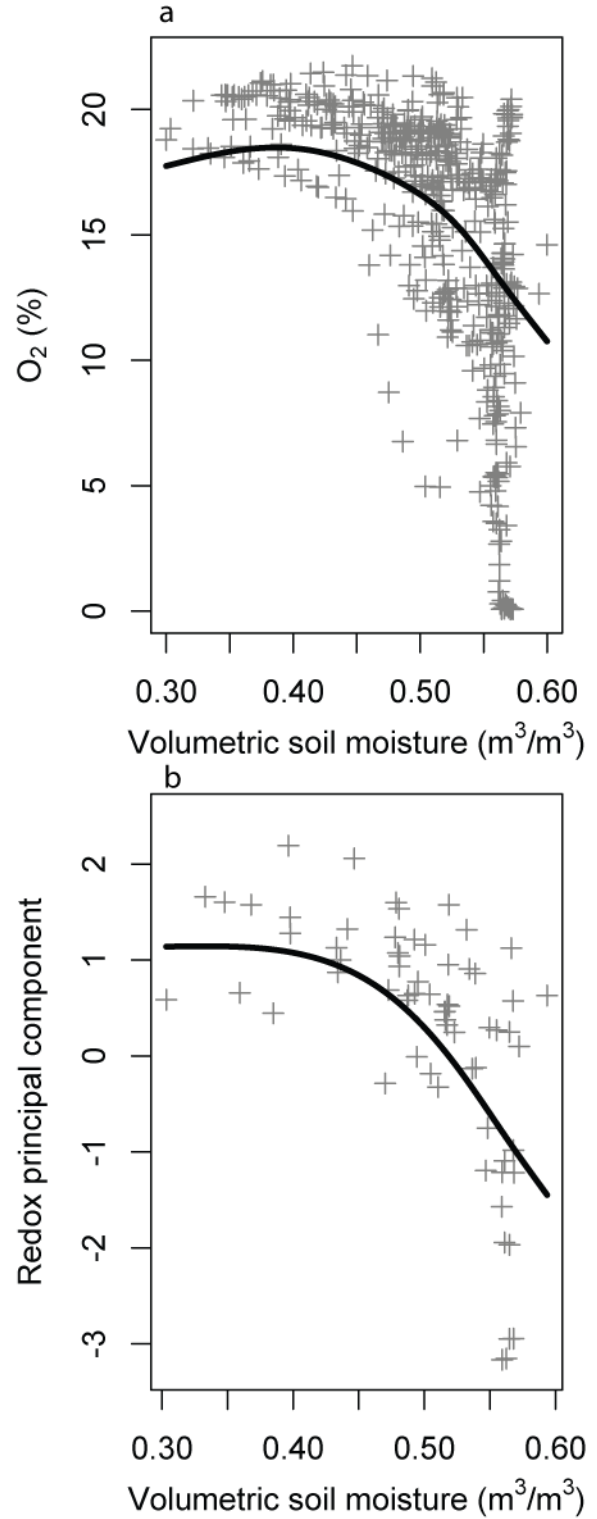 a
20
15
10
5
0
O₂ (%)
0.30 0.40 0.50 0.60
Volumetric soil moisture (m³/m³)
b
2
1
0
-1
-2
-3
Redox principal component
0.30 0.40 0.50 0.60
Volumetric soil moisture (m³/m³)